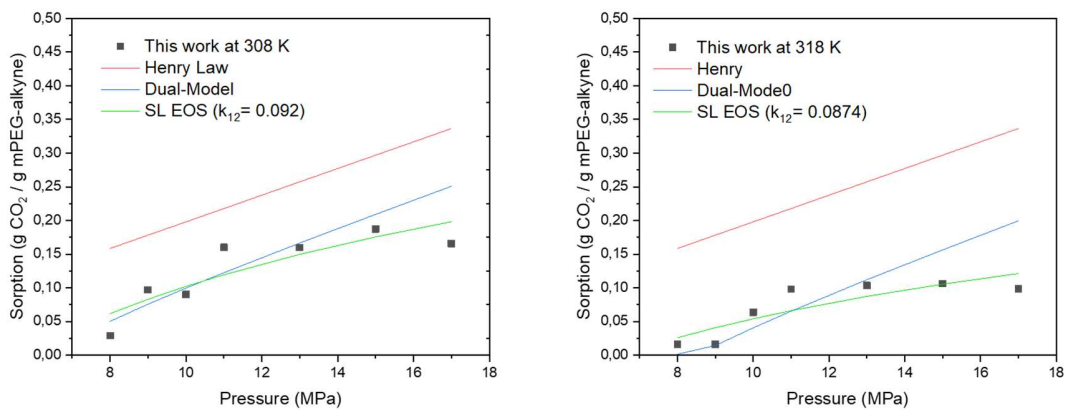 0,50
0,45
0,40
0,35
0,30
0,25
0,20
0,15
0,10
0,05
0,00
Sorption (g CO2 / g mPEG-alkyne)
This work at 308 K
Henry Law
Dual-Model
SL EOS (k12= 0.092)
8
10
12
14
16
18
Pressure (MPa)
0,50
0,45
0,40
0,35
0,30
0,25
0,20
0,15
0,10
0,05
0,00
Sorption (g CO2 / g mPEG-alkyne)
This work at 318 K
Henry
Dual-Mode0
SL EOS (k12= 0.0874)
6
8
10
12
14
16
18
Pressure (MPa)